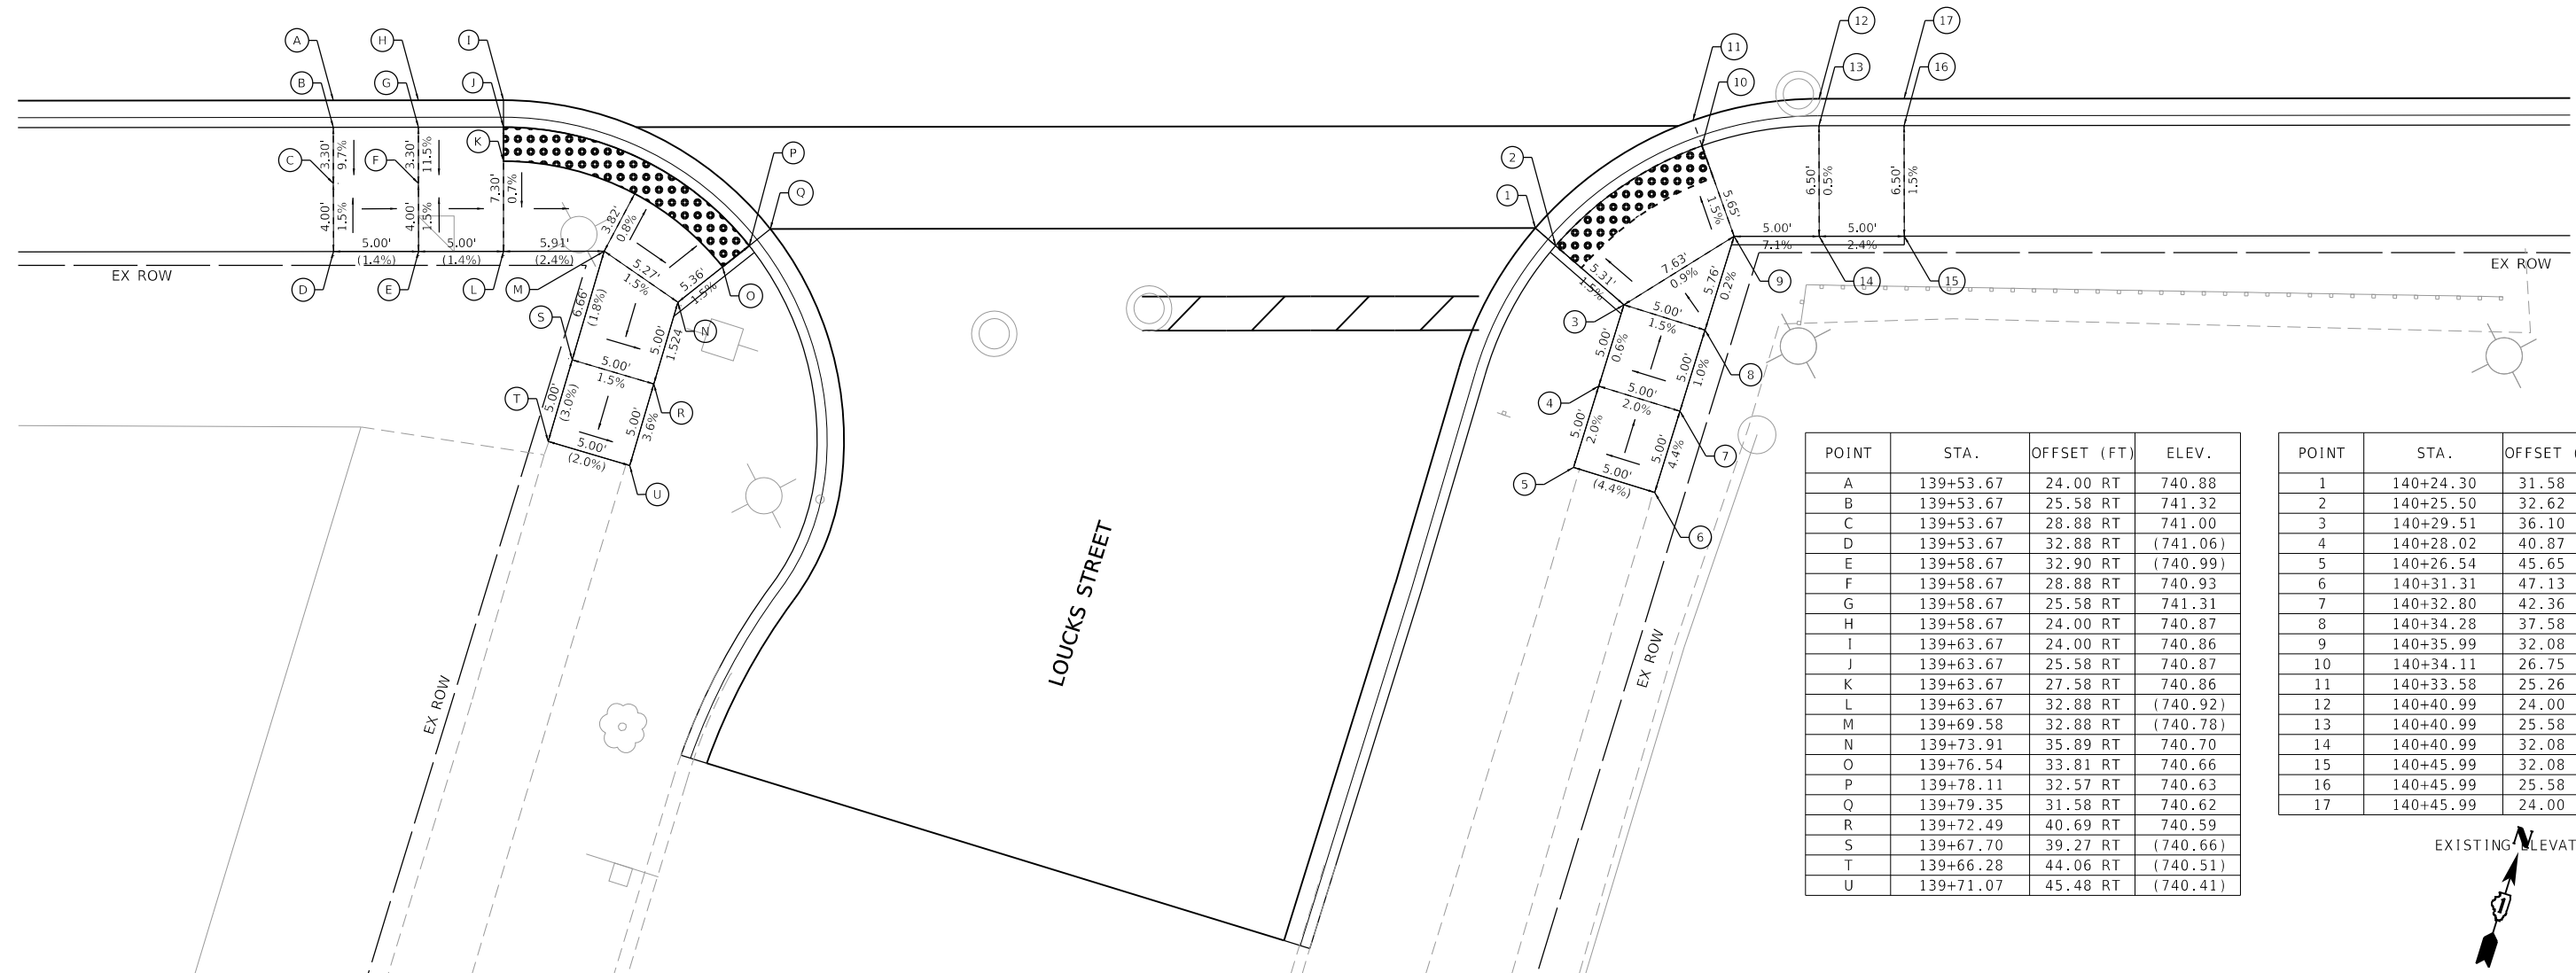 A
H
I
B
G
J
K
C
F
3.30'
9.7%
3.30'
11.5%
4.00'
1.5%
4.00'
1.5%
7.30'
0.7%
5.00'
(1.4%)
5.00'
(1.4%)
5.91'
(2.4%)
EX ROW
D
E
L
M
3.82'
0.8%
5.27'
1.5%
5.36'
1.5%
P
Q
O
N
S
6.66'
(1.8%)
5.00'
1.524
5.00'
1.5%
T
5.00'
(3.0%)
5.00'
3.6%
R
5.00'
(2.0%)
U
EX ROW
LOUCKS STREET
12
17
11
13
16
10
2
1
5.65'
1.5%
6.50'
0.5%
6.50'
1.5%
5.00'
7.1%
5.00'
2.4%
EX ROW
5.31'
1.5%
7.63'
0.9%
5.76'
0.2%
9
14
15
3
5.00'
1.5%
5.00'
0.6%
5.00'
1.0%
8
4
5.00'
2.0%
5.00'
2.0%
5.00'
4.4%
7
5
5.00'
(4.4%)
6
P
EX ROW
POINT STA. OFFSET (FT) ELEV.
A 139+53.67 24.00 RT 740.88
B 139+53.67 25.58 RT 741.32
C 139+53.67 28.88 RT 741.00
D 139+53.67 32.88 RT (741.06)
E 139+58.67 32.90 RT (740.99)
F 139+58.67 28.88 RT 740.93
G 139+58.67 25.58 RT 741.31
H 139+58.67 24.00 RT 740.87
I 139+63.67 24.00 RT 740.86
J 139+63.67 25.58 RT 740.87
K 139+63.67 27.58 RT 740.86
L 139+63.67 32.88 RT (740.92)
M 139+69.58 32.88 RT (740.78)
N 139+73.91 35.89 RT 740.70
O 139+76.54 33.81 RT 740.66
P 139+78.11 32.57 RT 740.63
Q 139+79.35 31.58 RT 740.62
R 139+72.49 40.69 RT 740.59
S 139+67.70 39.27 RT (740.66)
T 139+66.28 44.06 RT (740.51)
U 139+71.07 45.48 RT (740.41)
POINT STA. OFFSET (
1 140+24.30 31.58
2 140+25.50 32.62
3 140+29.51 36.10
4 140+28.02 40.87
5 140+26.54 45.65
6 140+31.31 47.13
7 140+32.80 42.36
8 140+34.28 37.58
9 140+35.99 32.08
10 140+34.11 26.75
11 140+33.58 25.26
12 140+40.99 24.00
13 140+40.99 25.58
14 140+40.99 32.08
15 140+45.99 32.08
16 140+45.99 25.58
17 140+45.99 24.00
EXISTING ELEVAT
N
1